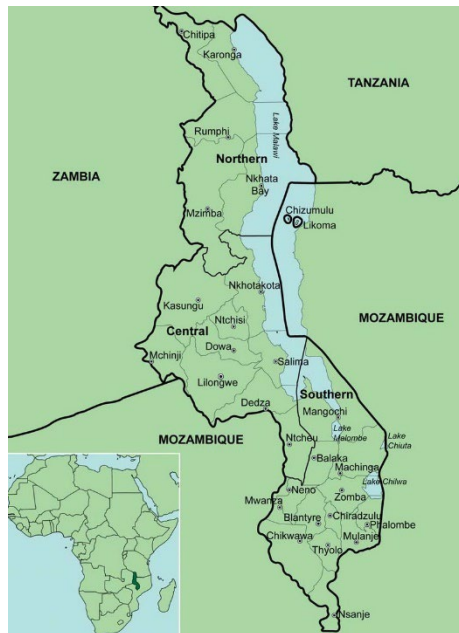 Chitipa
Karonga
TANZANIA
Lake Malawi
Rumphi
Northern
ZAMBIA
Nkhata
Bay
Mzimba
Chizumulu
Likoma
Nkhotakota
Kasungu
MOZAMBIQUE
Ntchisi
Central
Dowa
Mchinji
Salima
Lilongwe
Southern
Dedza
Mangochi
MOZAMBIQUE
Lake
Malombe
Lake
Chiuta
Ntcheu
Balaka
Machinga
Lake Chilwa
Neno
Zomba
Mwanza
Chiradzulu
Blantyre
Phalombe
Chikwawa
Mulanje
Thyolo
Nsanje